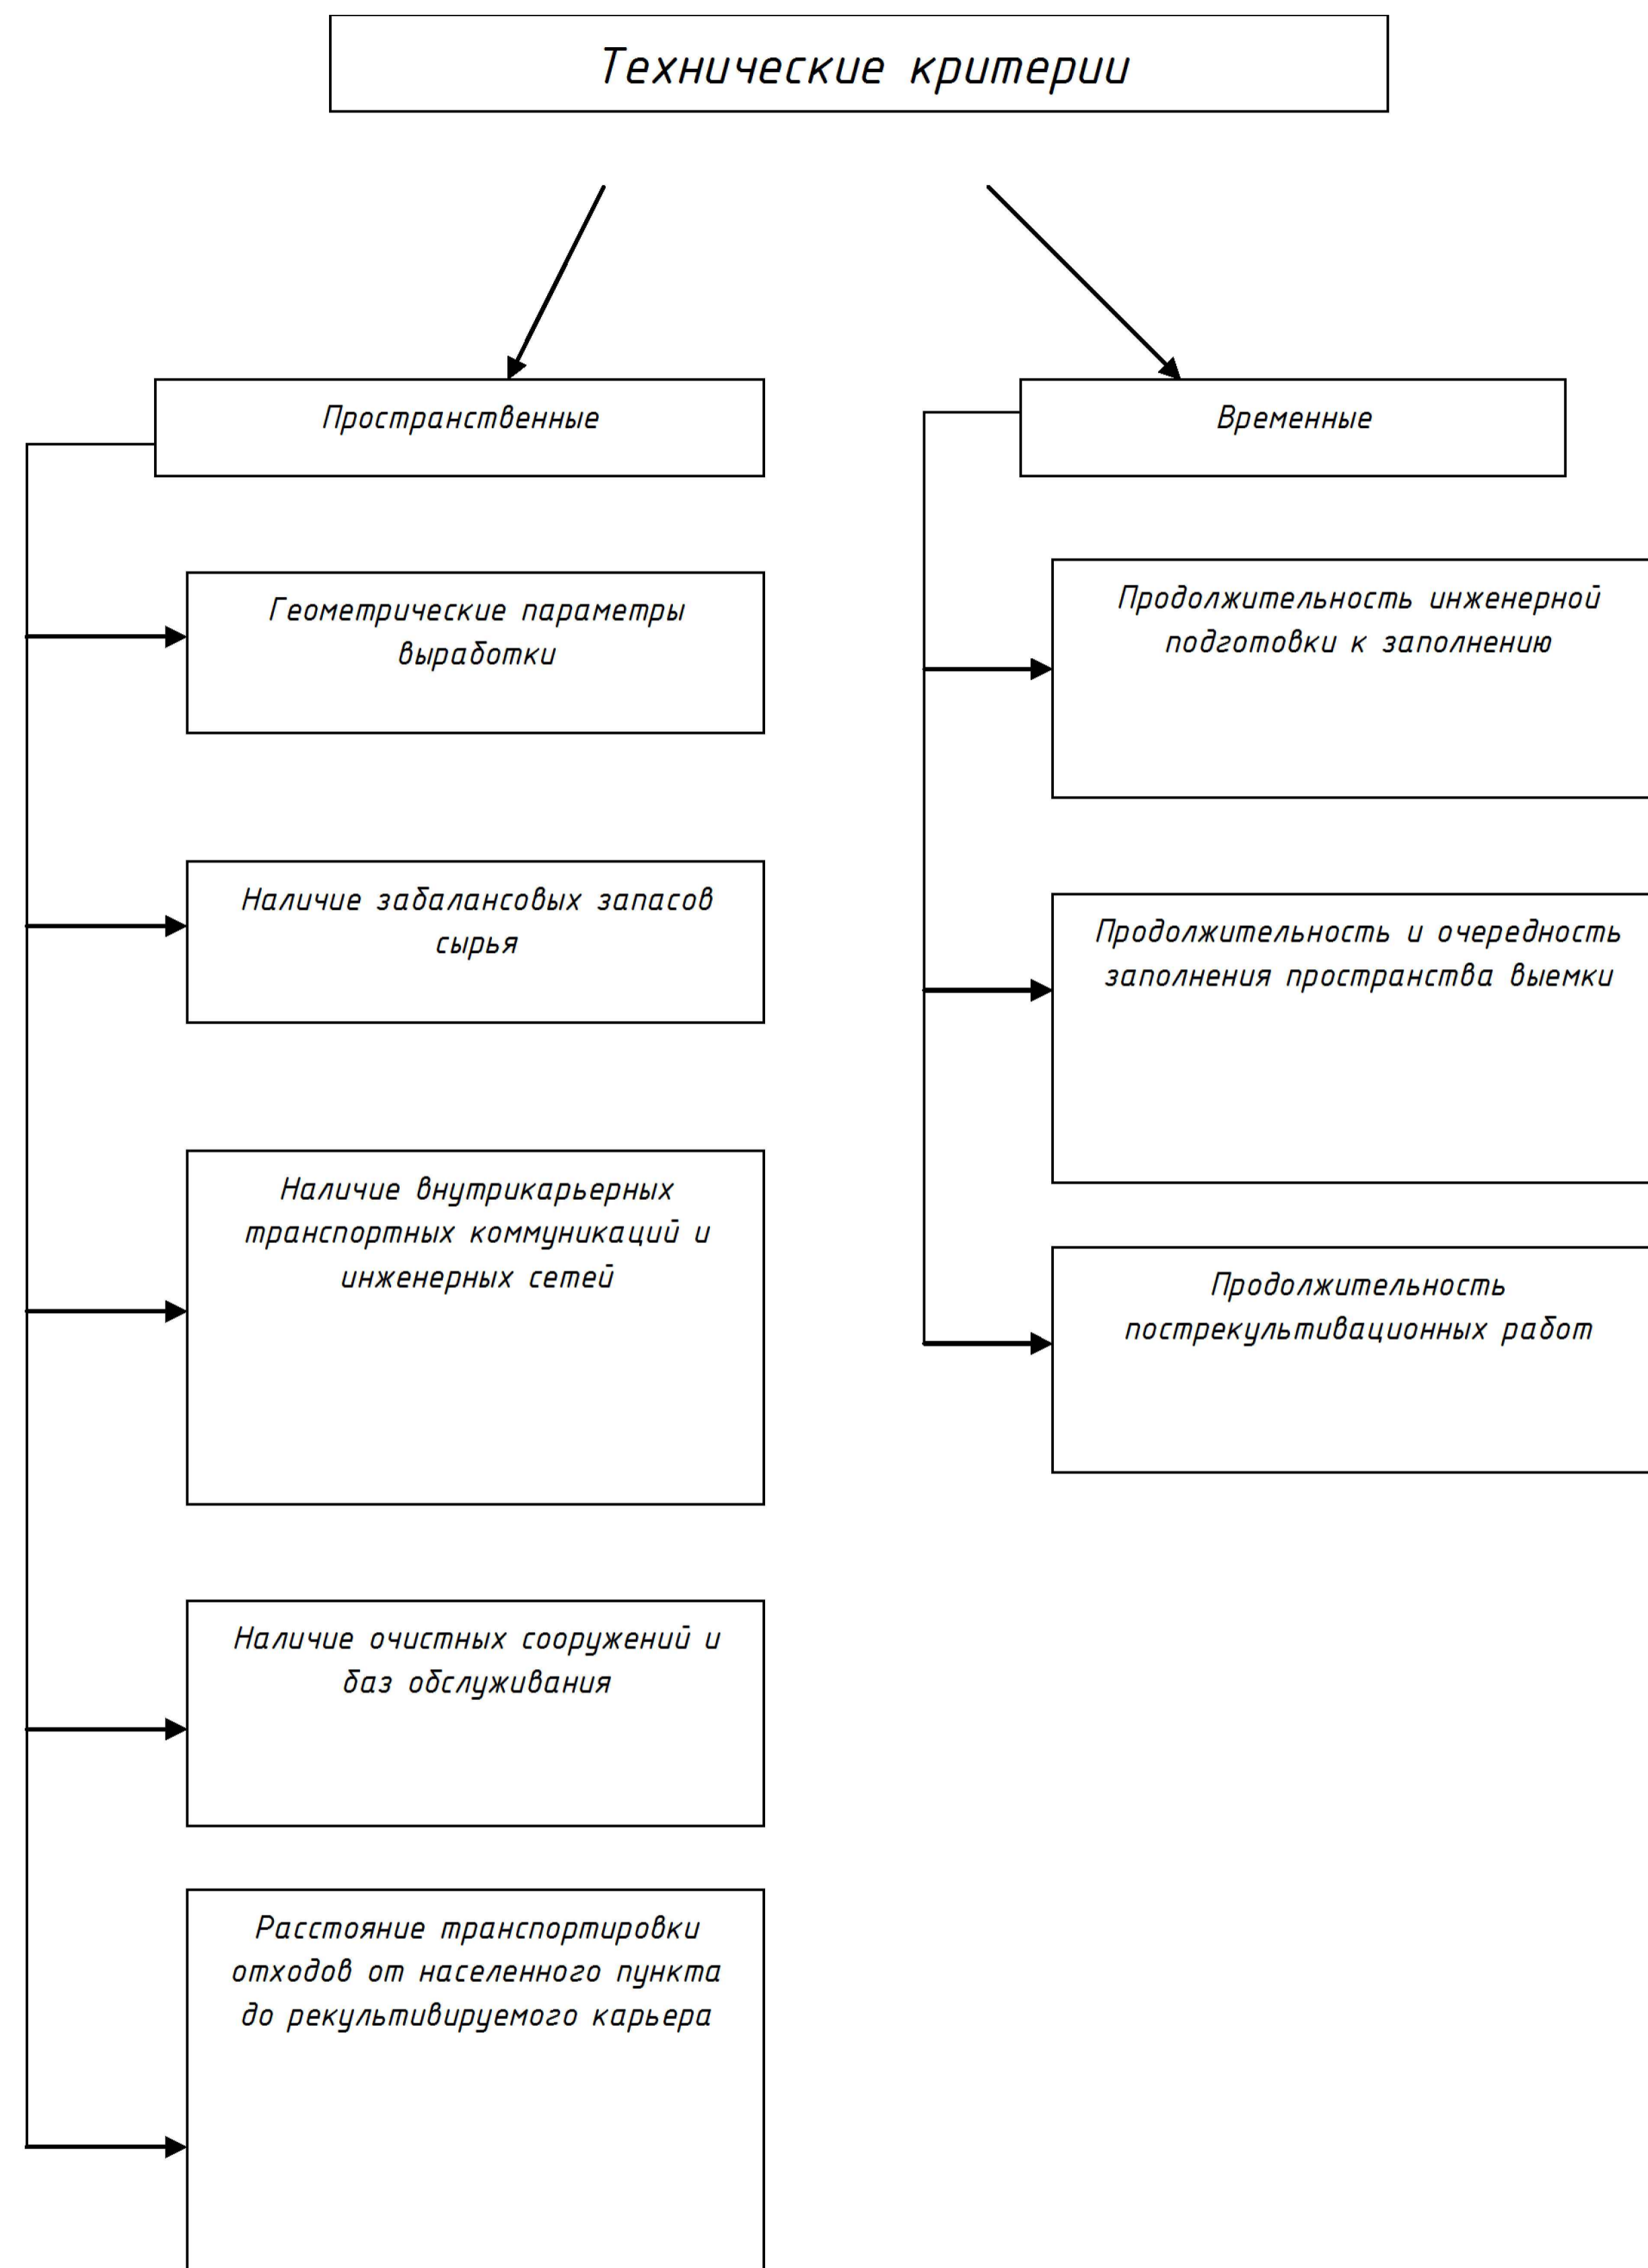 Технические критерии
Пространственные
Геометрические параметры
выработки
Наличие забалансовых запасов
сырья
Наличие внутрикарьерных
транспортных коммуникаций и
инженерных сетей
Наличие очистных сооружений и
баз обслуживания
Расстояние транспортировки
отходов от населенного пункта
до рекультивируемого карьера
Временные
Продолжительность инженерной
подготовки к заполнению
Продолжительность и очередность
заполнения пространства выемки
Продолжительность
пострекультивационных работ